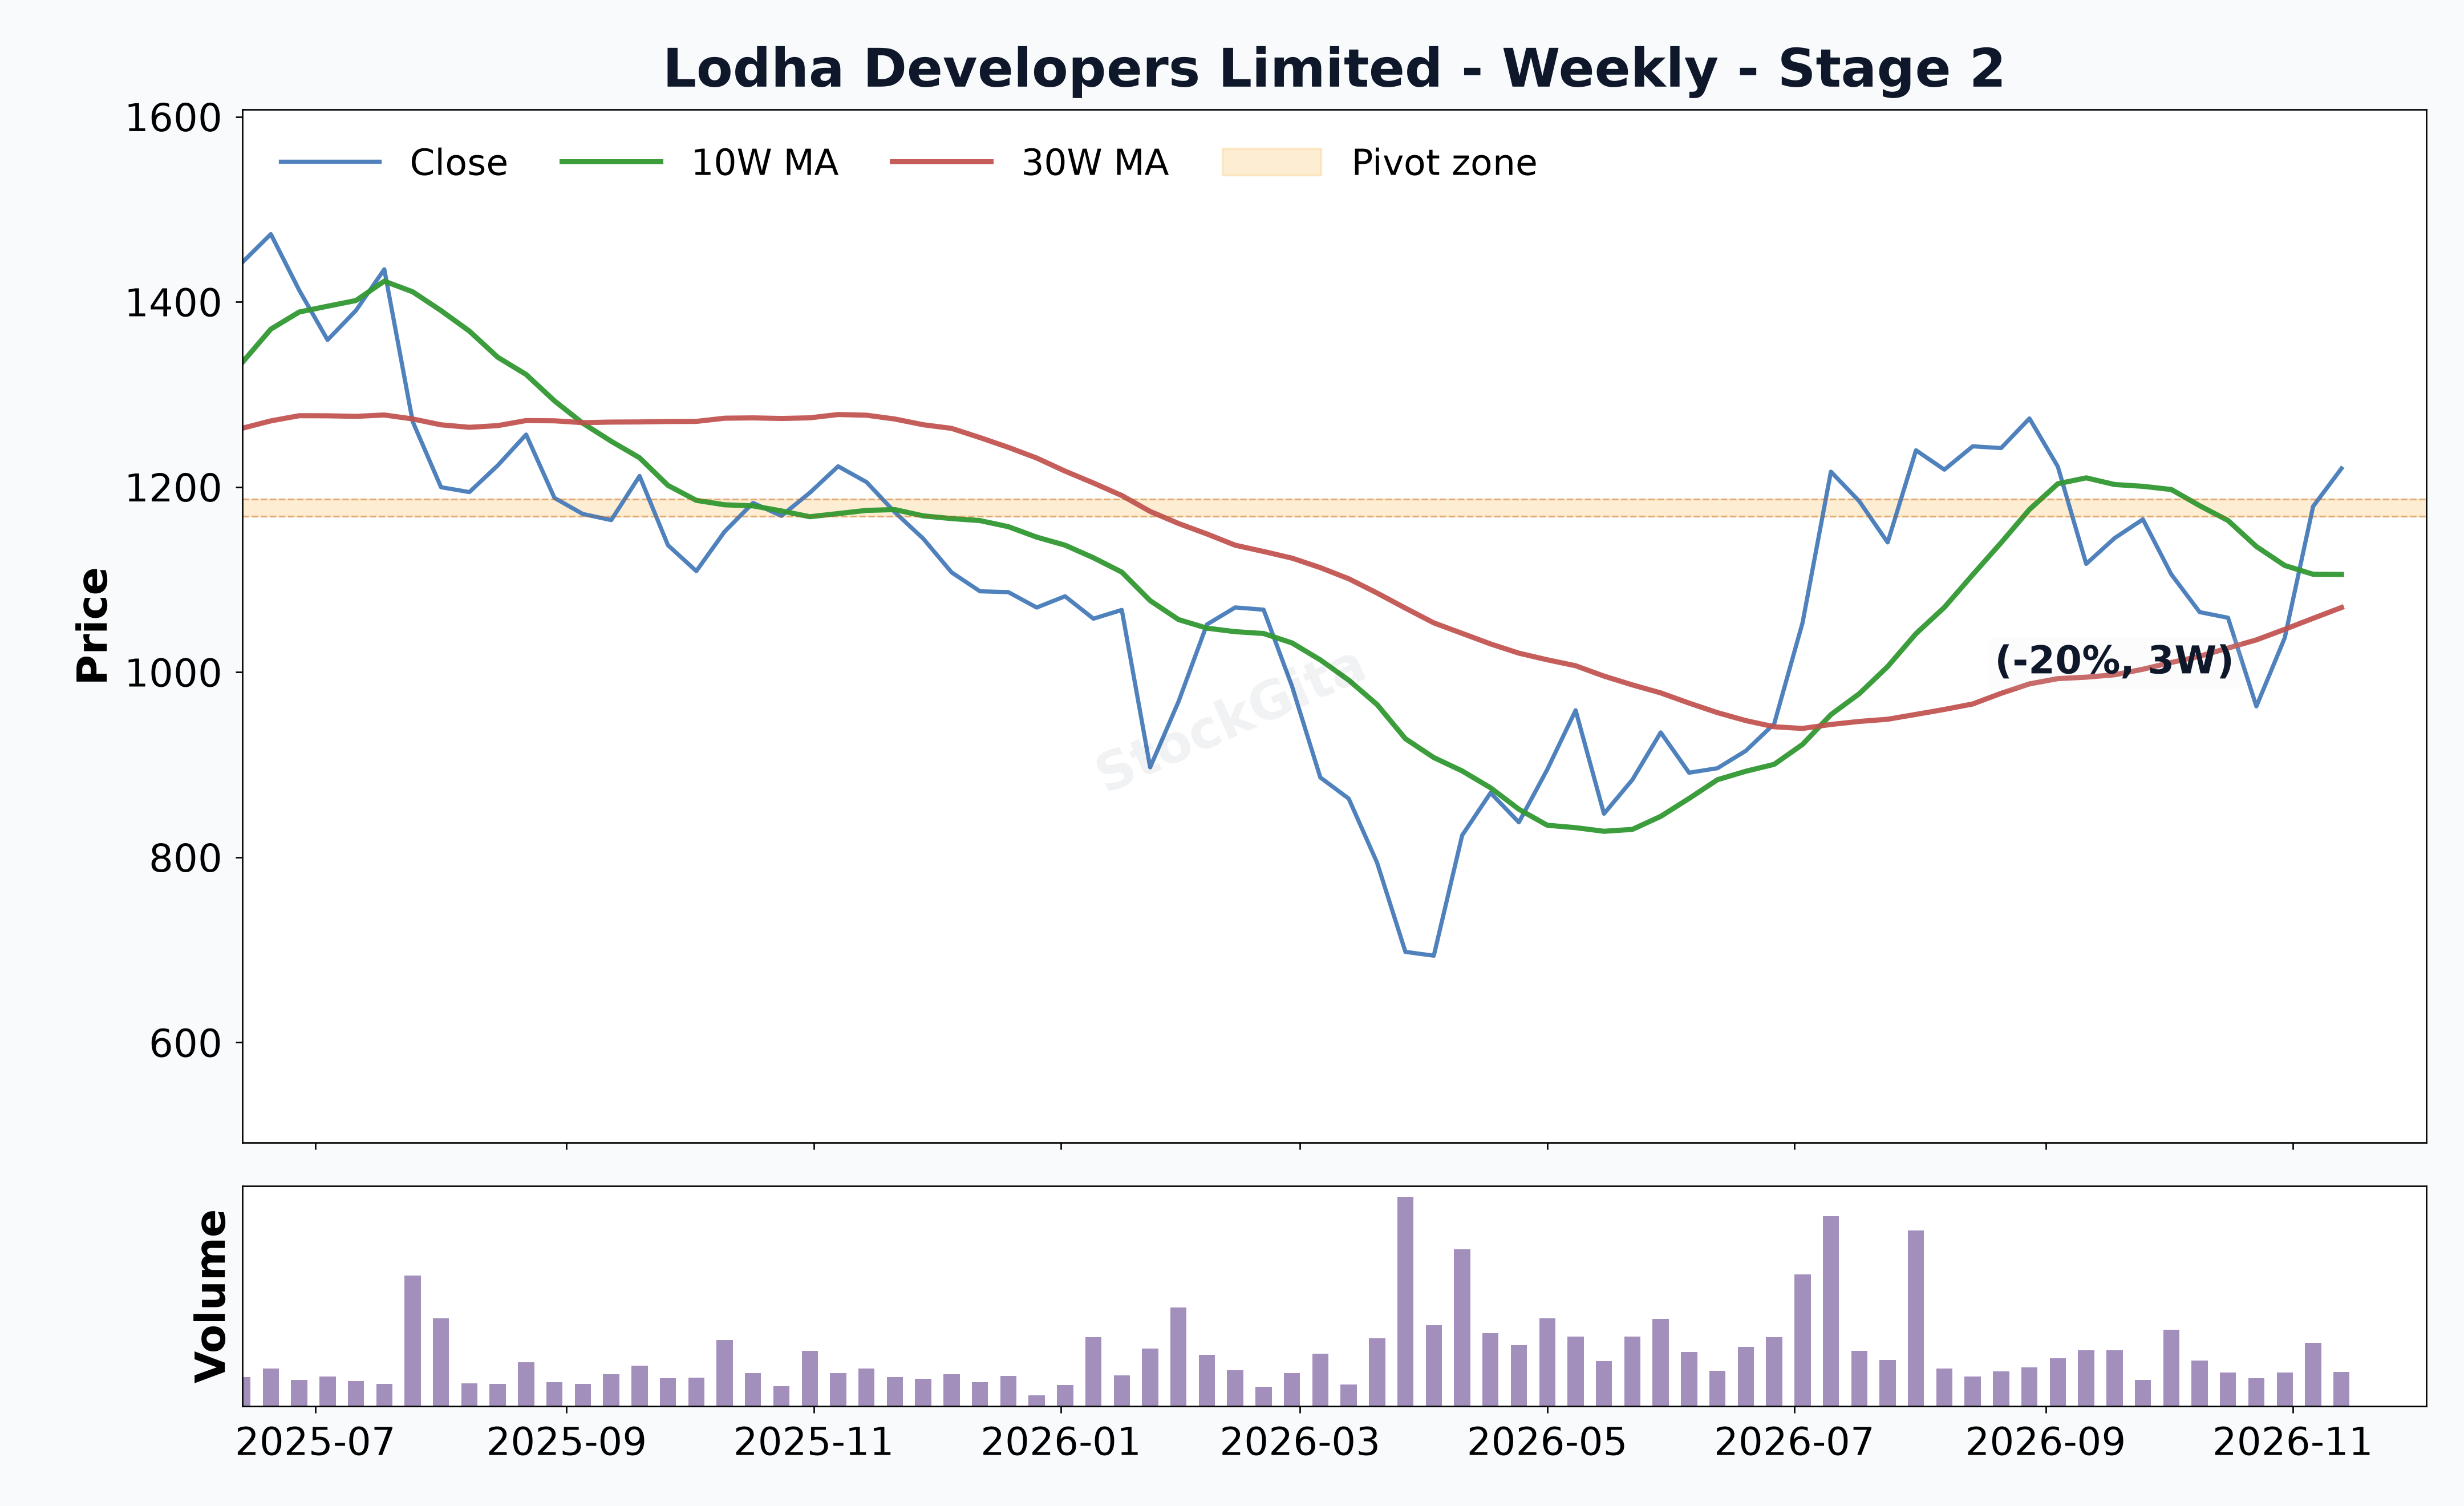 Lodha Developers Limited - Weekly - Stage 2
Close 10W MA 30W MA Pivot zone
Price
1600
1400
1200
1000
800
600
(-20%, 3W)
StockGita
Volume
2025-07 2025-09 2025-11 2026-01 2026-03 2026-05 2026-07 2026-09 2026-11